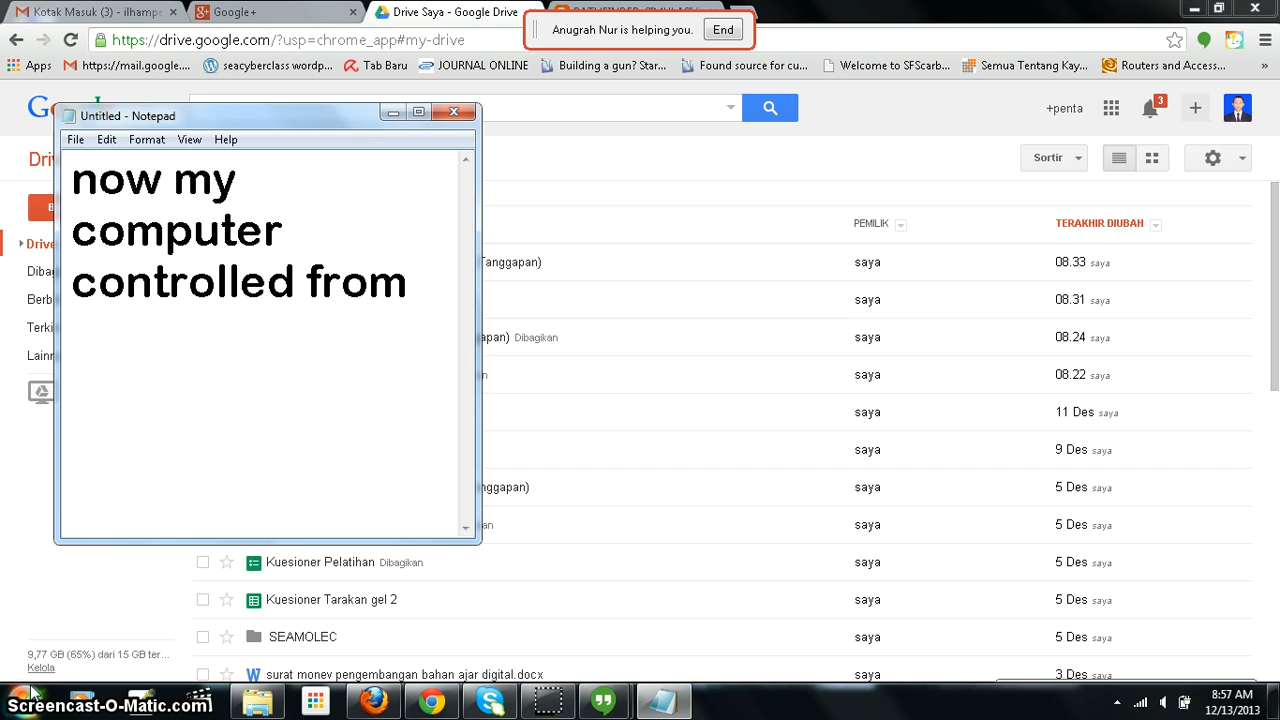 Kotak Masuk (6) - ilhampe
Google+
Drive Saya - Google Drive
Anugrah Nur is helping you.
End
https://drive.google.com/?usp=chrome_app#my-drive
Apps
https://mail.google....
seacyberclass wordp...
Tab Baru
JOURNAL ONLINE
Building a gun? Star...
Found source for cu...
Welcome to SFScarb...
Semua Tentang Kay...
Routers and Access...
»
+penta
3
Untitled - Notepad
File Edit Format View Help
now my
computer
controlled from
Sortir
PEMILIK
TERAKHIR DIUBAH
Tanggapan)
saya
08.33 saya
saya
08.31 saya
apan) Dibagikan
saya
08.24 saya
saya
08.22 saya
saya
11 Des saya
saya
9 Des saya
nggapan)
saya
5 Des saya
saya
5 Des saya
Kuesioner Pelatihan Dibagikan
saya
5 Des saya
Kuesioner Tarakan gel 2
saya
5 Des saya
SEAMOLEC
saya
5 Des saya
surat monev pengembangan bahan ajar digital.docx
saya
3 Des saya
Drive
Dibag
Berb
Terki
Lainr
9,77 GB (65%) dari 15 GB ter...
Kelola
Screencast-O-Matic.com
8:57 AM
12/13/2013